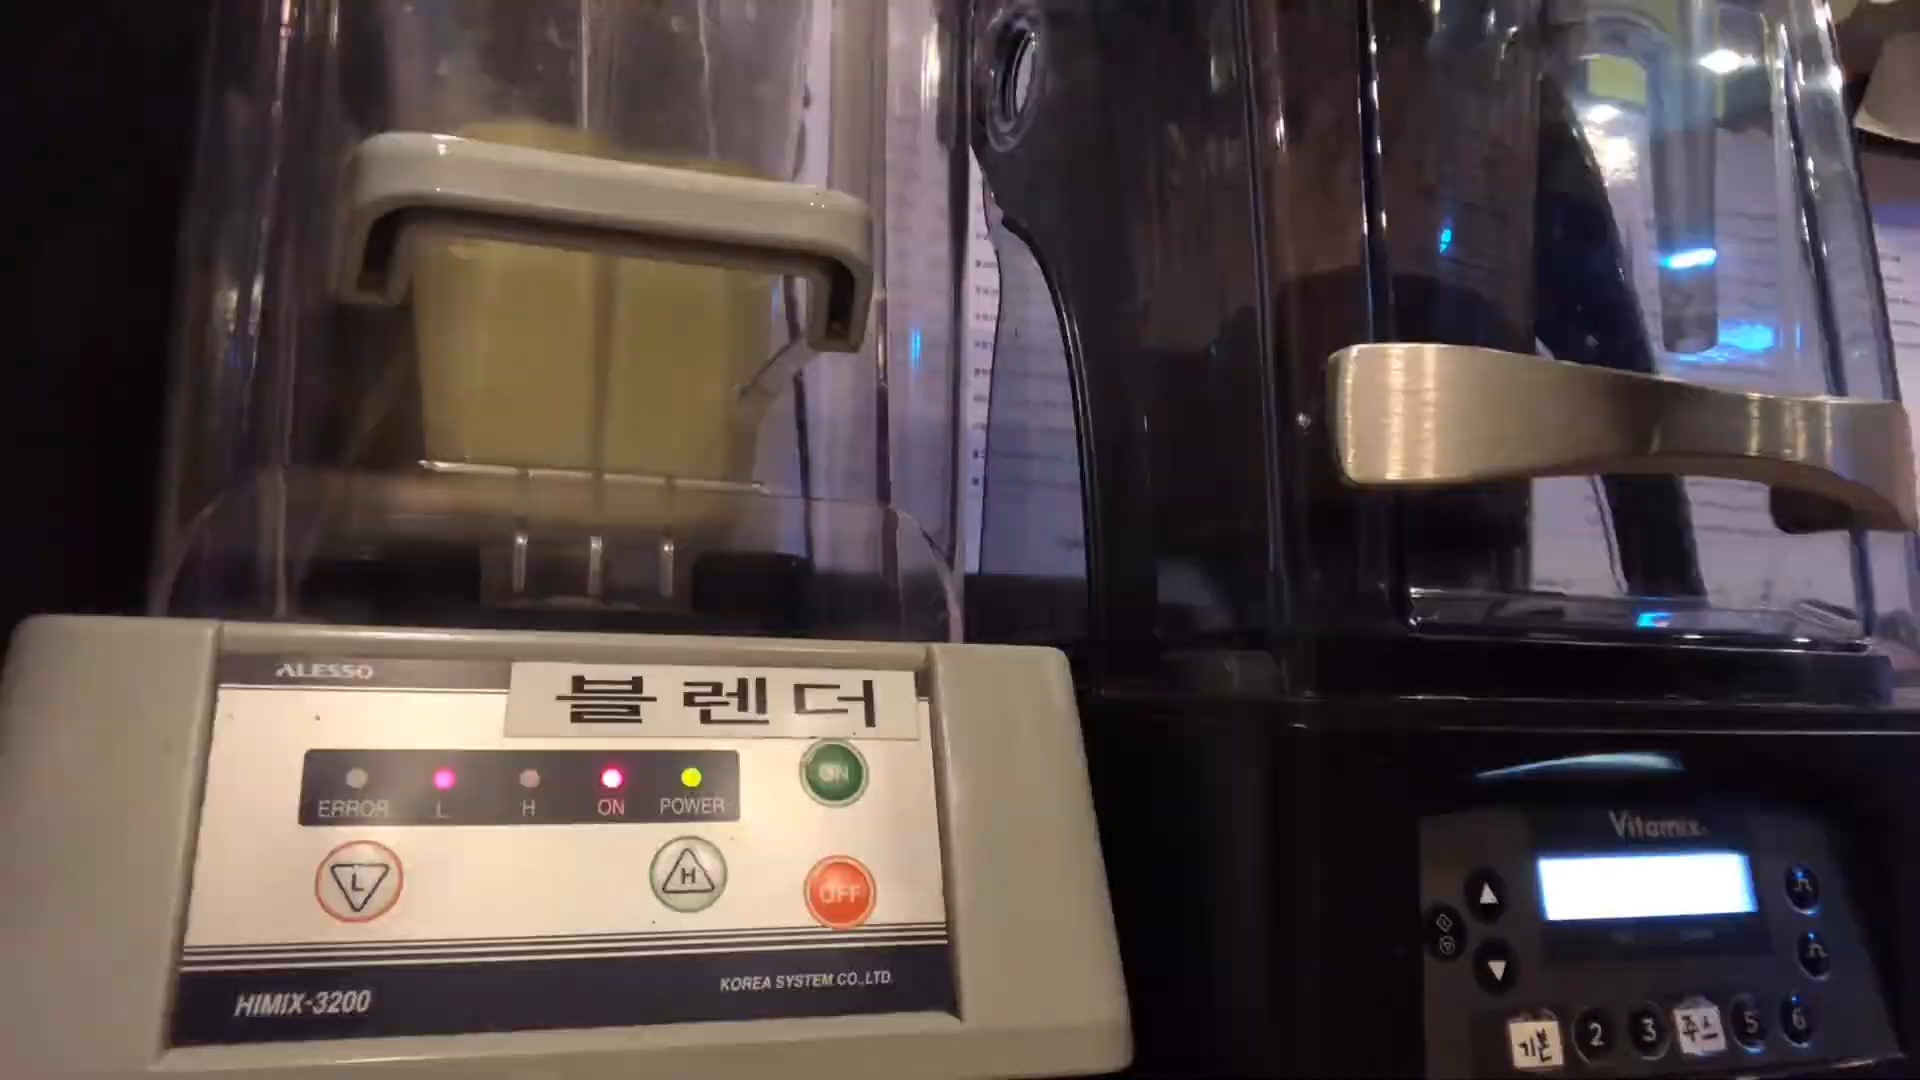 ALESSO
블렌더
ERROR L H ON POWER
ON
L
H
OFF
KOREA SYSTEM CO.,LTD.
HIMIX-3200
Vitamix
기본 2 3 주스 5 6